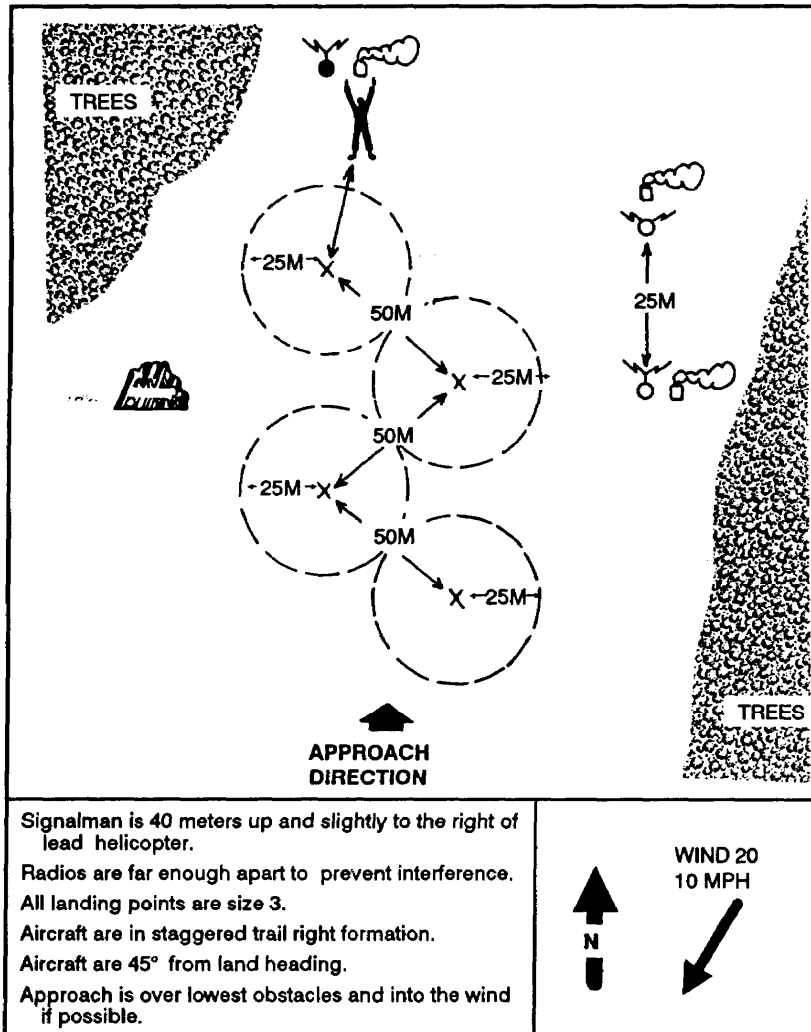 TREES
25M
50M
25M
25M
50M
25M
50M
25M
TREES
APPROACH
DIRECTION
Signalman is 40 meters up and slightly to the right of
lead helicopter.
Radios are far enough apart to prevent interference.
All landing points are size 3.
Aircraft are in staggered trail right formation.
Aircraft are 45° from land heading.
Approach is over lowest obstacles and into the wind
if possible.
N
WIND 20
10 MPH